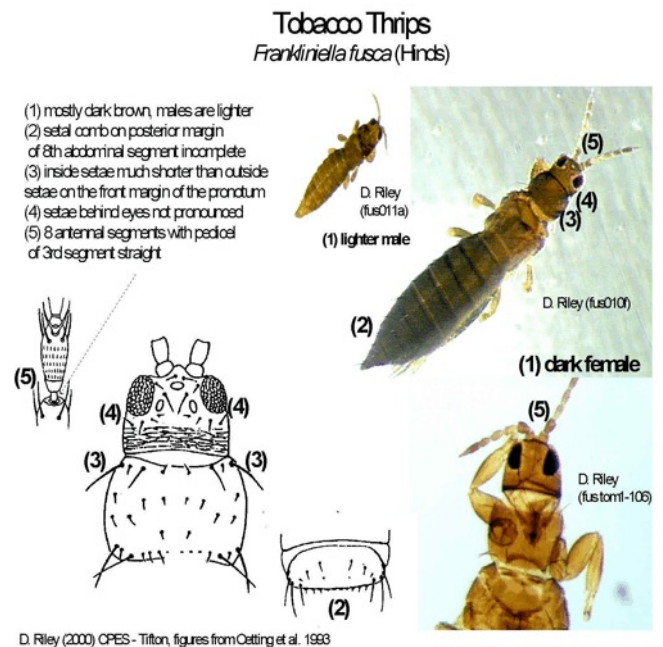 Tobacco Thrips
Frankliniella fusca (Hinds)
(1) mostly dark brown, males are lighter
(2) setal comb on posterior margin
of 8th abdominal segment incomplete
(3) inside setae much shorter than outside
setae on the front margin of the pronotum
(4) setae behind eyes not pronounced
(5) 8 antennal segments with pedicel
of 3rd segment straight
D. Riley
(fus011a)
(1) lighter male
(5)
(4)
(3)
D. Riley (fus010f)
(2)
(1) dark female
(5)
(4)
(4)
(3)
(3)
(2)
(5)
D. Riley
(fus tom1-106)
D. Riley (2000) CPES - Tifton, figures from Oetting et al. 1993